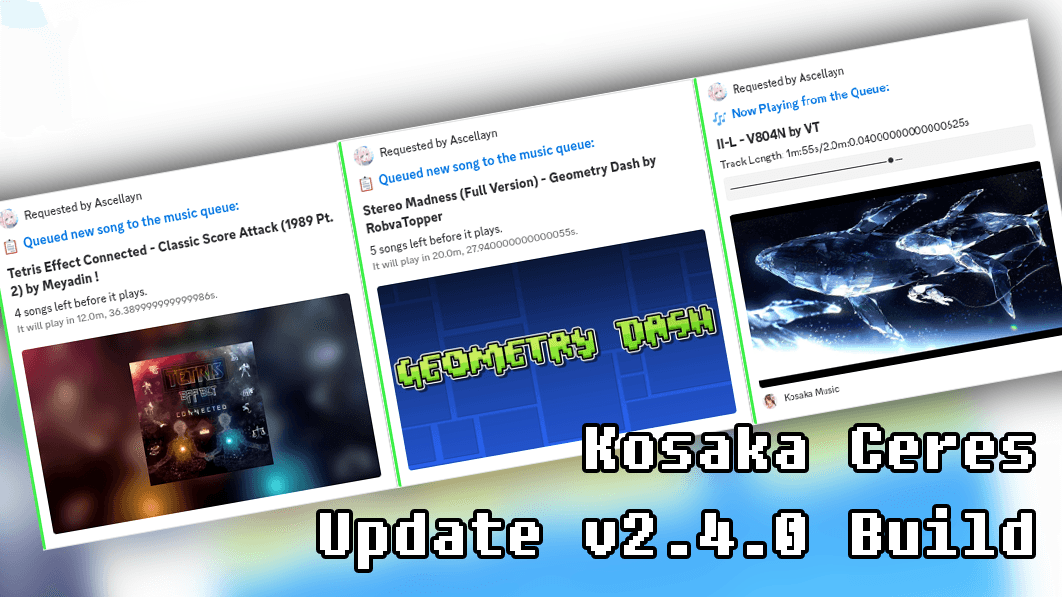 Requested by Ascellayn
Queued new song to the music queue:
Tetris Effect Connected - Classic Score Attack (1989 Pt.
2) by Meyadin !
4 songs left before it plays.
It will play in 12.0m, 36.389999999999986s.
TETRIS
EFFECT
CONNECTED
Requested by Ascellayn
Queued new song to the music queue:
Stereo Madness (Full Version) - Geometry Dash by
RobvaTopper
5 songs left before it plays.
It will play in 20.0m, 27.940000000000055s.
GEOMETRY DASH
Requested by Ascellayn
Now Playing from the Queue:
II-L - V804N by VT
Track Length: 1m:55s/2.0m:0.04000000000000625s
Kosaka Music
Kosaka Ceres
Update v2.4.0 Build